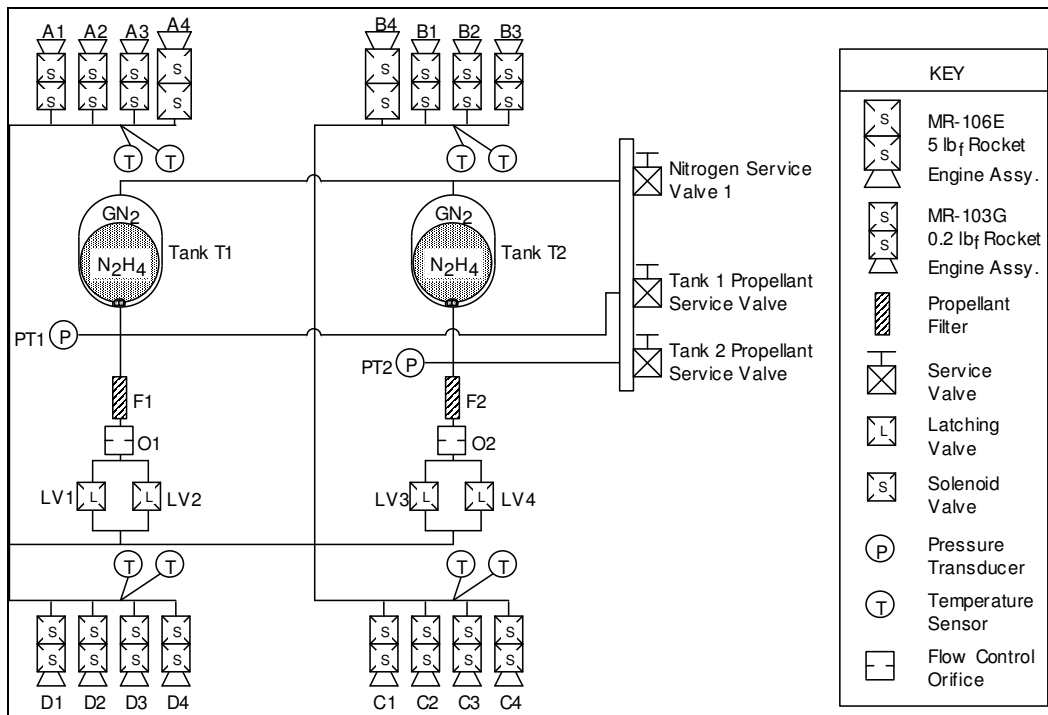 A1 A2 A3 A4 B4 B1 B2 B3
S S S S S S S S
S S S S S S S S
T T T T
Nitrogen Service
Valve 1
GN2 GN2
Tank T1 Tank T2
N2H4 N2H4
Tank 1 Propellant
Service Valve
PT1 P
PT2 P
Tank 2 Propellant
Service Valve
F1 F2
O1 O2
LV1 L L LV2 LV3 L L LV4
T T T T
S S S S S S S S
S S S S S S S S
D1 D2 D3 D4 C1 C2 C3 C4
KEY
S
S
MR-106E
5 lbf Rocket
Engine Assy.
S
S
MR-103G
0.2 lbf Rocket
Engine Assy.
Propellant
Filter
Service
Valve
L
Latching
Valve
S
Solenoid
Valve
P
Pressure
Transducer
T
Temperature
Sensor
Flow Control
Orifice